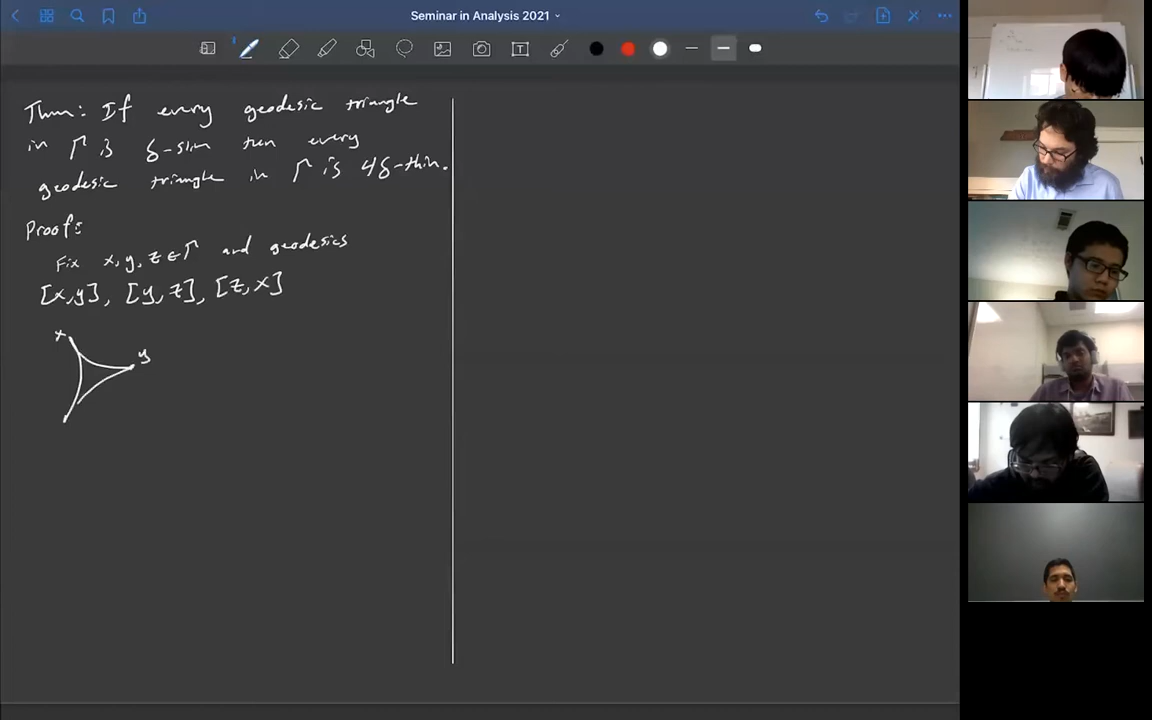 Seminar in Analysis 2021
Thm: If every geodesic triangle
in Γ is δ-slim then every
geodesic triangle in Γ is 4δ-thin.
Proof:
Fix x, y, z ∈ Γ and geodesics
[x,y], [y,z], [z,x]
x
y